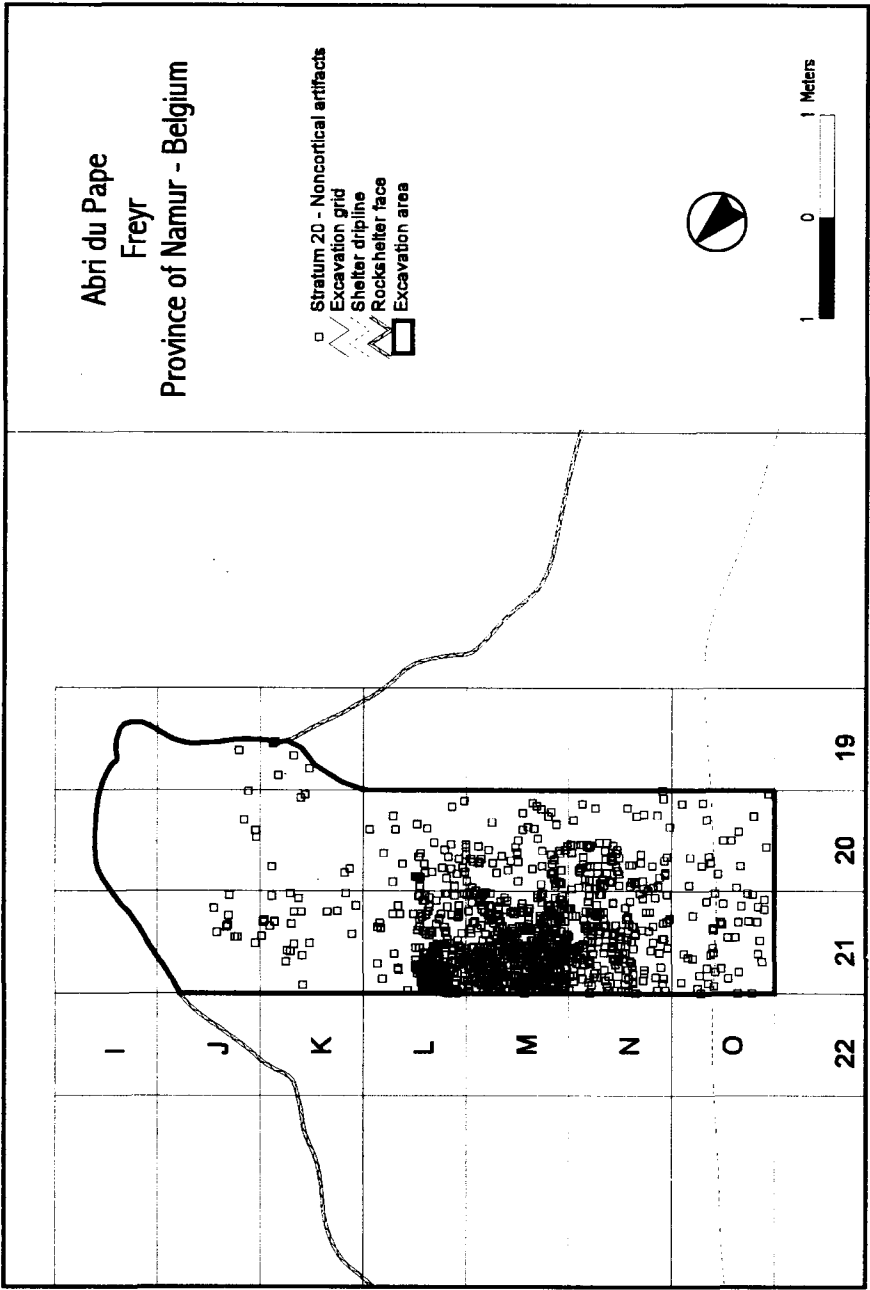 Abri du Pape
Freyr
Province of Namur - Belgium
Stratum 20 - Noncortical artifacts
Excavation grid
Shelter dripline
Rockshelter face
Excavation area
1 0 1 Meters
I
J
K
L
M
N
O
22 21 20 19